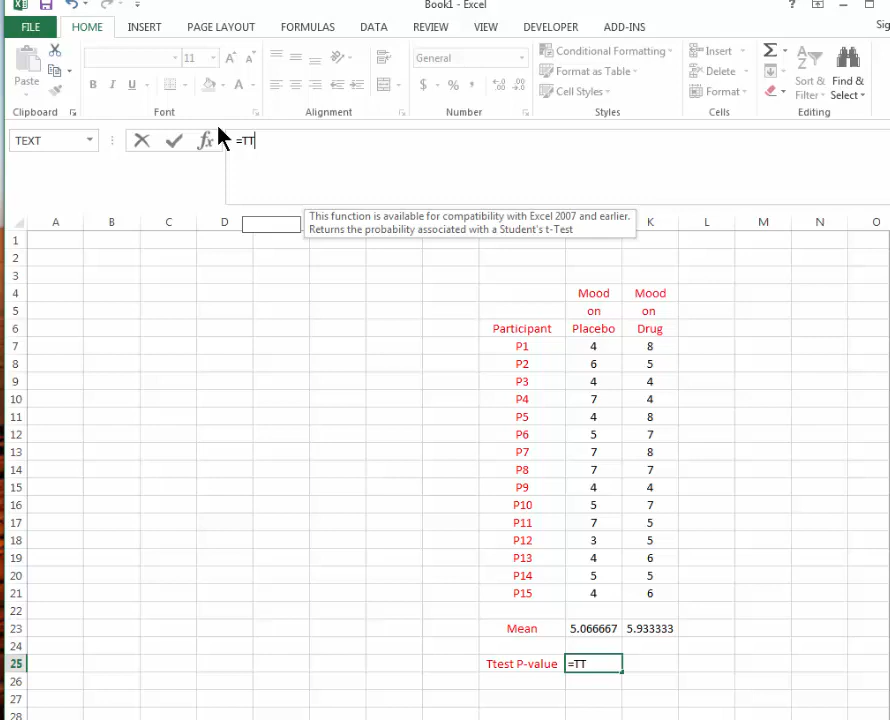 Book1 - Excel
?
FILE HOME INSERT PAGE LAYOUT FORMULAS DATA REVIEW VIEW DEVELOPER ADD-INS Sig
Paste 11 A A General Conditional Formatting Insert Σ
B I U A $ % , Format as Table Delete Sort & Find &
Cell Styles Format Filter Select
Clipboard Font Alignment Number Styles Cells Editing
TEXT fx =TT
This function is available for compatibility with Excel 2007 and earlier.
Returns the probability associated with a Student's t-Test
A B C D K L M N O
1
2
3
4 Mood Mood
5 on on
6 Participant Placebo Drug
7 P1 4 8
8 P2 6 5
9 P3 4 4
10 P4 7 4
11 P5 4 8
12 P6 5 7
13 P7 7 8
14 P8 7 7
15 P9 4 4
16 P10 5 7
17 P11 7 5
18 P12 3 5
19 P13 4 6
20 P14 5 5
21 P15 4 6
22
23 Mean 5.066667 5.933333
24
25 Ttest P-value =TT
26
27
28